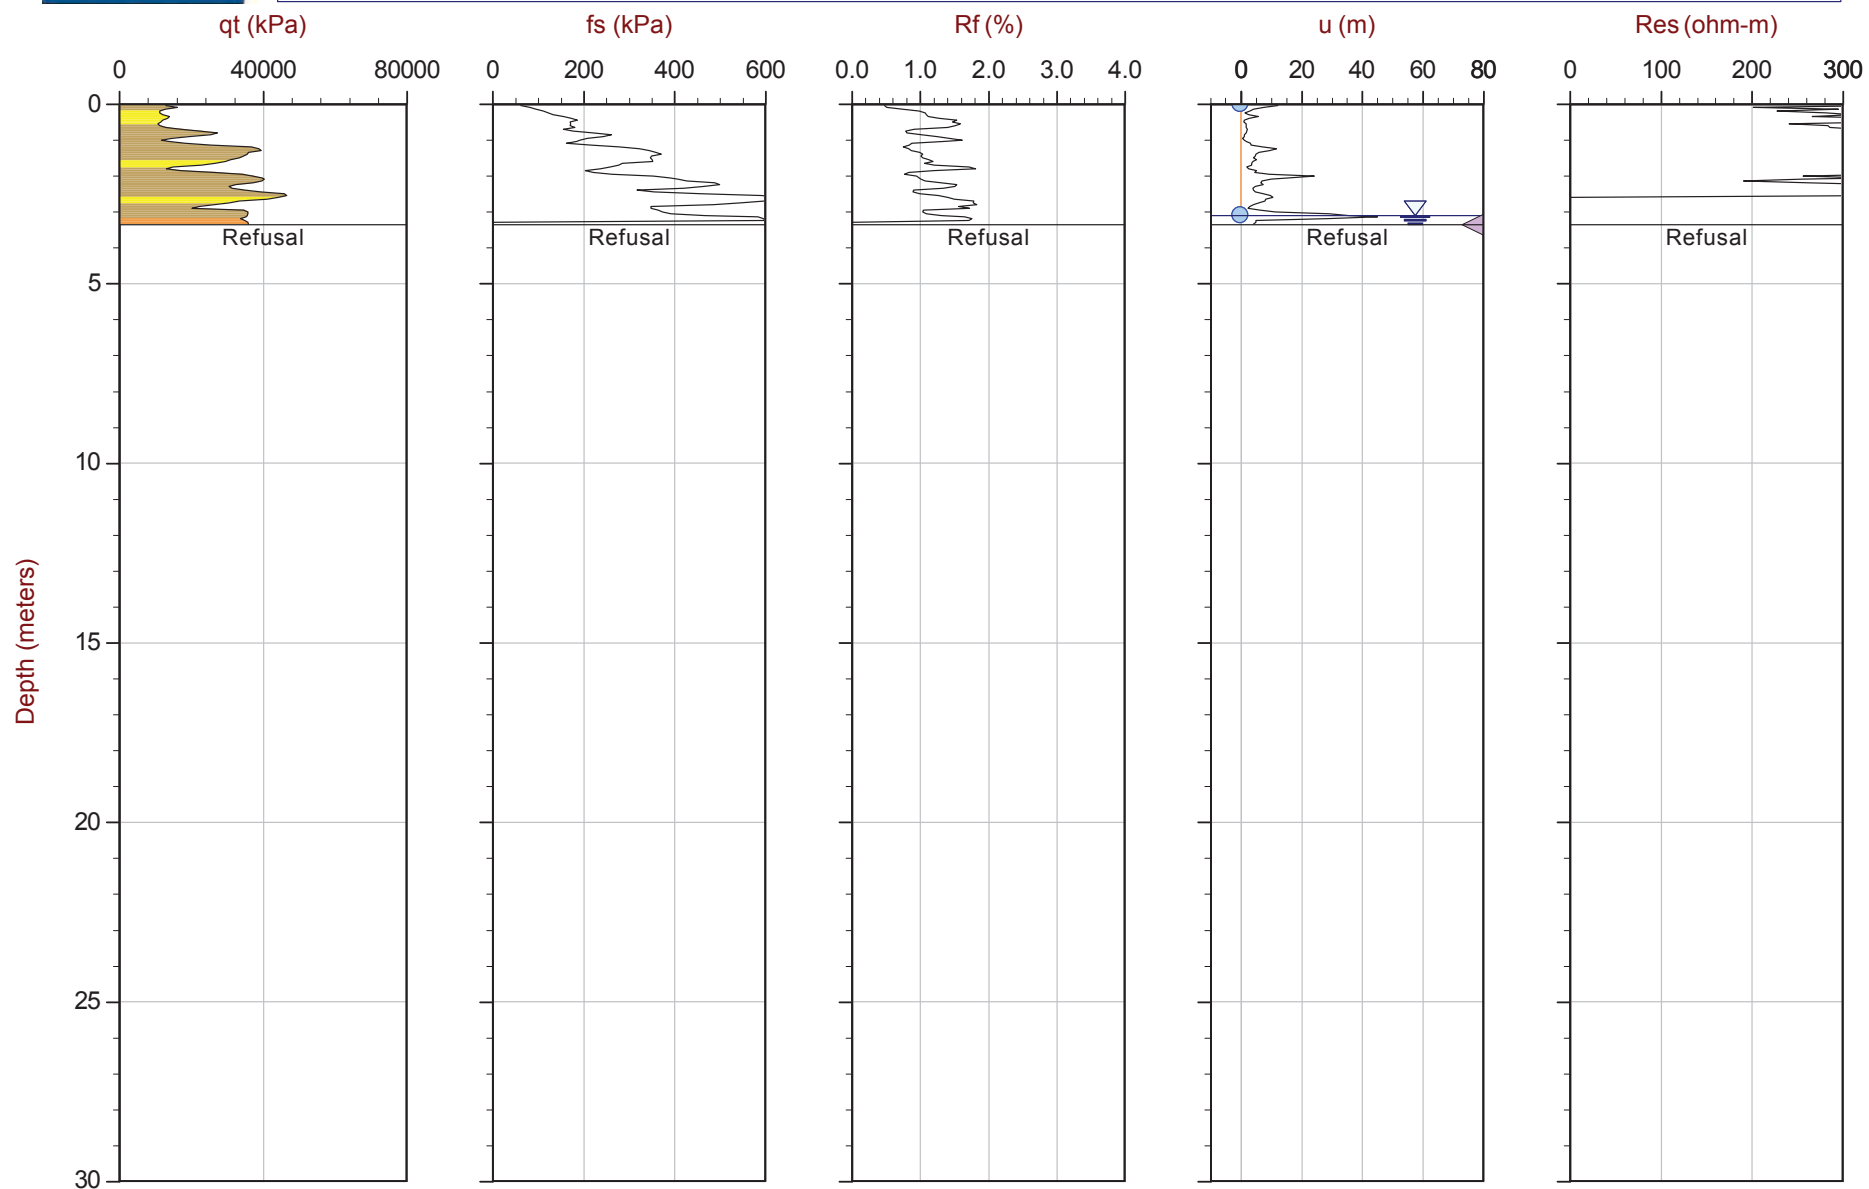 qt (kPa) fs (kPa) Rf (%) u (m) Res (ohm-m)
0 40000 80000 0 200 400 600 0.0 1.0 2.0 3.0 4.0 0 20 40 60 80 0 100 200 300
0
Refusal Refusal Refusal Refusal Refusal
5
10
15
Depth (meters)
20
25
30